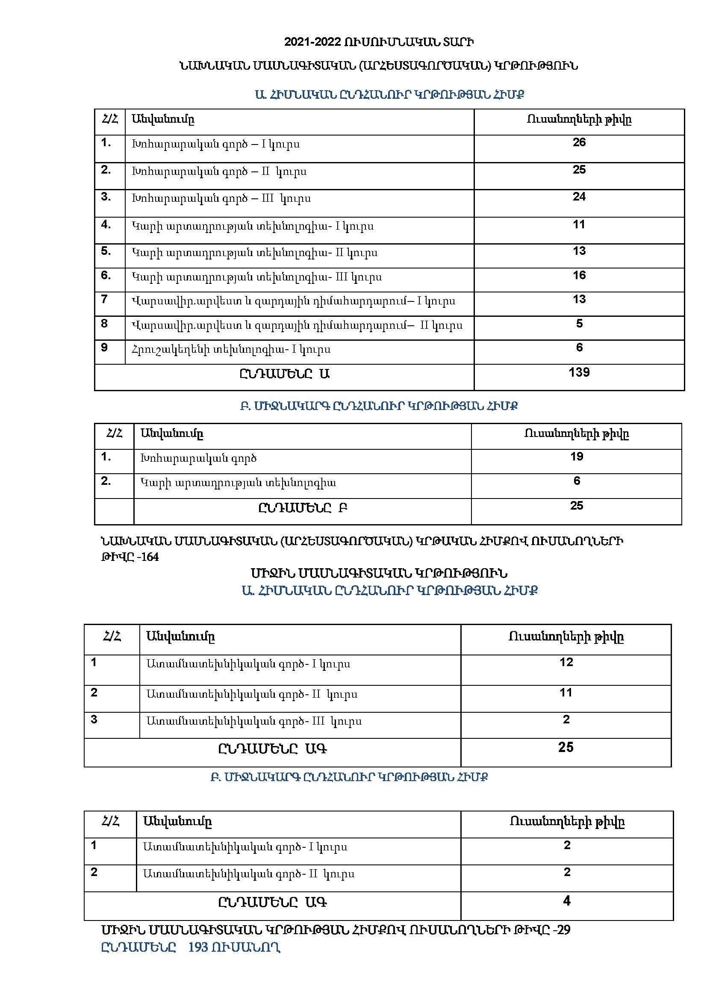 2021-2022 ՈՒՍՈՒՄՆԱԿԱՆ ՏԱՐԻ
ՆԱԽՆԱԿԱՆ ՄԱՍՆԱԳԻՏԱԿԱՆ (ԱՐՀԵՍՏԱԳՈՐԾԱԿԱՆ) ԿՐԹՈՒԹՅՈՒՆ
Ա. ՀԻՄՆԱԿԱՆ ԸՆԴՀԱՆՈՒՐ ԿՐԹՈՒԹՅԱՆ ՀԻՄՔ
Հ/Հ Անվանումը Ուսանողների թիվը
1. Խոհարարական գործ – I կուրս 26
2. Խոհարարական գործ – II կուրս 25
3. Խոհարարական գործ – III կուրս 24
4. Կարի արտադրության տեխնոլոգիա- I կուրս 11
5. Կարի արտադրության տեխնոլոգիա- II կուրս 13
6. Կարի արտադրության տեխնոլոգիա- III կուրս 16
7 Վարսավիր.արվեստ և զարդային դիմահարդարում– I կուրս 13
8 Վարսավիր.արվեստ և զարդային դիմահարդարում– II կուրս 5
9 Հրուշակեղենի տեխնոլոգիա- I կուրս 6
ԸՆԴԱՄԵՆԸ Ա 139
Բ. ՄԻՋՆԱԿԱՐԳ ԸՆԴՀԱՆՈՒՐ ԿՐԹՈՒԹՅԱՆ ՀԻՄՔ
Հ/Հ Անվանումը Ուսանողների թիվը
1. Խոհարարական գործ 19
2. Կարի արտադրության տեխնոլոգիա 6
ԸՆԴԱՄԵՆԸ Բ 25
ՆԱԽՆԱԿԱՆ ՄԱՍՆԱԳԻՏԱԿԱՆ (ԱՐՀԵՍՏԱԳՈՐԾԱԿԱՆ) ԿՐԹԱԿԱՆ ՀԻՄՔՈՎ ՈՒՍԱՆՈՂՆԵՐԻ
ԹԻՎԸ -164
ՄԻՋԻՆ ՄԱՍՆԱԳԻՏԱԿԱՆ ԿՐԹՈՒԹՅՈՒՆ
Ա. ՀԻՄՆԱԿԱՆ ԸՆԴՀԱՆՈՒՐ ԿՐԹՈՒԹՅԱՆ ՀԻՄՔ
Հ/Հ Անվանումը Ուսանողների թիվը
1 Ատամնատեխնիկական գործ- I կուրս 12
2 Ատամնատեխնիկական գործ- II կուրս 11
3 Ատամնատեխնիկական գործ- III կուրս 2
ԸՆԴԱՄԵՆԸ ԱԳ 25
Բ. ՄԻՋՆԱԿԱՐԳ ԸՆԴՀԱՆՈՒՐ ԿՐԹՈՒԹՅԱՆ ՀԻՄՔ
Հ/Հ Անվանումը Ուսանողների թիվը
1 Ատամնատեխնիկական գործ- I կուրս 2
2 Ատամնատեխնիկական գործ- II կուրս 2
ԸՆԴԱՄԵՆԸ ԱԳ 4
ՄԻՋԻՆ ՄԱՍՆԱԳԻՏԱԿԱՆ ԿՐԹՈՒԹՅԱՆ ՀԻՄՔՈՎ ՈՒՍԱՆՈՂՆԵՐԻ ԹԻՎԸ -29
ԸՆԴԱՄԵՆԸ 193 ՈՒՍԱՆՈՂ